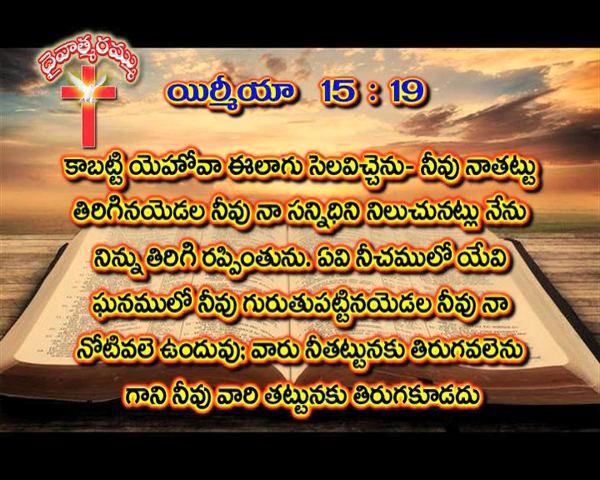 దైవాత్మరమ్ము
యిర్మీయా 15 : 19
కాబట్టి యెహోవా ఈలాగు సెలవిచ్చెను- నీవు నాతట్టు
తిరిగినయెడల నీవు నా సన్నిధిని నిలుచునట్లు నేను
నిన్ను తిరిగి రప్పింతును. ఏవి నీచములో యేవి
ఘనములో నీవు గురుతుపట్టినయెడల నీవు నా
నోటివలె ఉందువు; వారు నీతట్టునకు తిరుగవలెను
గాని నీవు వారి తట్టునకు తిరుగకూడదు